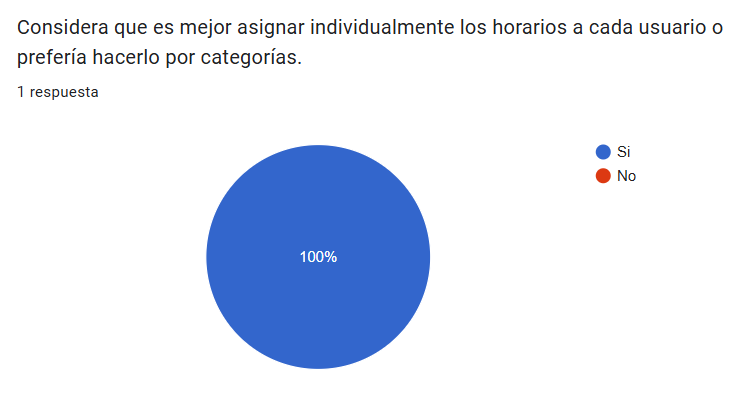 Considera que es mejor asignar individualmente los horarios a cada usuario o
prefería hacerlo por categorías.
1 respuesta
Si
No
100%